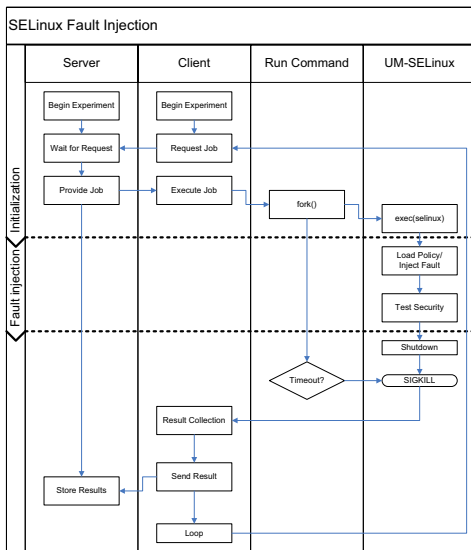 SELinux Fault Injection
Server
Client
Run Command
UM-SELinux
Initialization
Fault injection
Begin Experiment
Begin Experiment
Wait for Request
Request Job
Provide Job
Execute Job
fork()
exec(selinux)
Load Policy/
Inject Fault
Test Security
Shutdown
Timeout?
SIGKILL
Result Collection
Store Results
Send Result
Loop